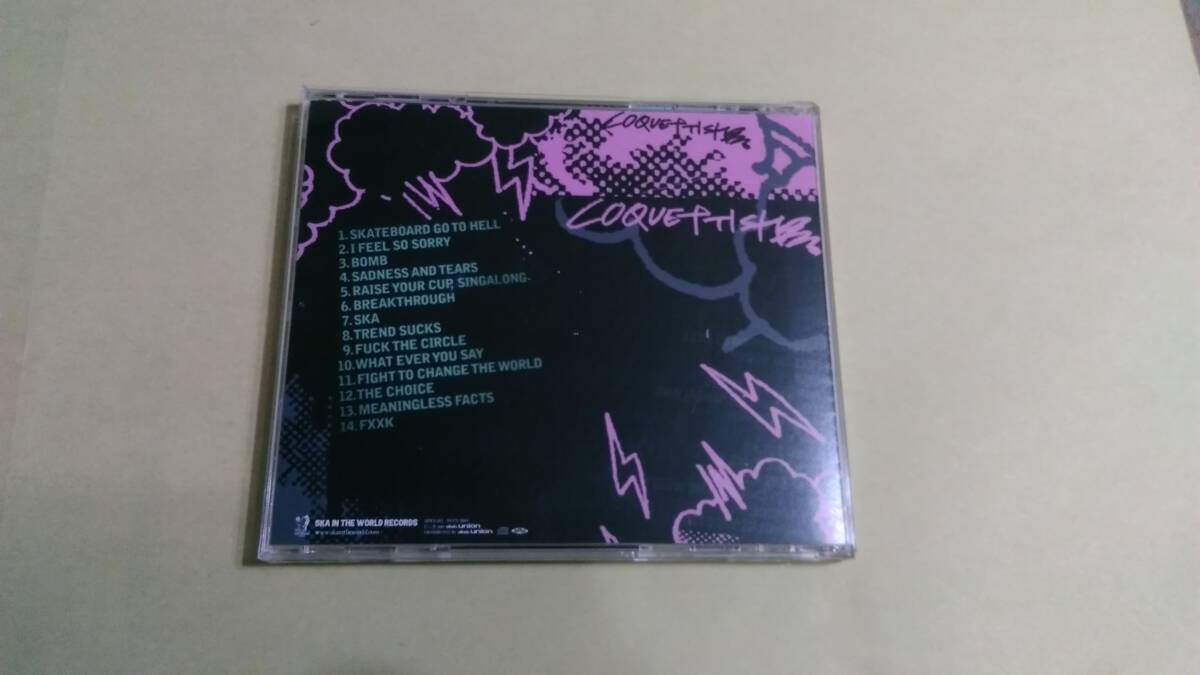 COQUETTISH
COQUETTISH
1. SKATEBOARD GO TO HELL
2. I FEEL SO SORRY
3. BOMB
4. SADNESS AND TEARS
5. RAISE YOUR CUP, SINGALONG-
6. BREAKTHROUGH
7. SKA
8. TREND SUCKS
9. FUCK THE CIRCLE
10. WHAT EVER YOU SAY
11. FIGHT TO CHANGE THE WORLD
12. THE CHOICE
13. MEANINGLESS FACTS
14. FXXK
SKA IN THE WORLD RECORDS
union
union